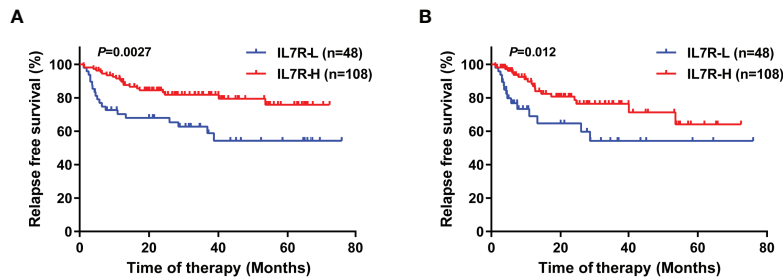 A
P=0.0027
IL7R-L (n=48)
IL7R-H (n=108)
Relapse free survival (%)
100
80
60
40
20
0
0 20 40 60 80
Time of therapy (Months)
B
P=0.012
IL7R-L (n=48)
IL7R-H (n=108)
Relapse free survival (%)
100
80
60
40
20
0
0 20 40 60 80
Time of therapy (Months)